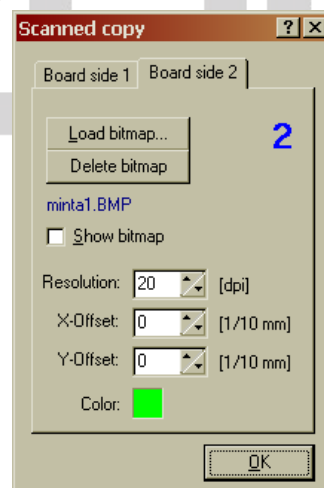 Scanned copy ? ×
Board side 1 Board side 2
Load bitmap...
2
Delete bitmap
minta1.BMP
Show bitmap
Resolution: 20 [dpi]
X-Offset: 0 [1/10 mm]
Y-Offset: 0 [1/10 mm]
Color:
OK